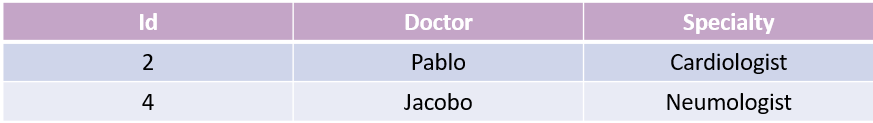 Id Doctor Specialty
2 Pablo Cardiologist
4 Jacobo Neumologist